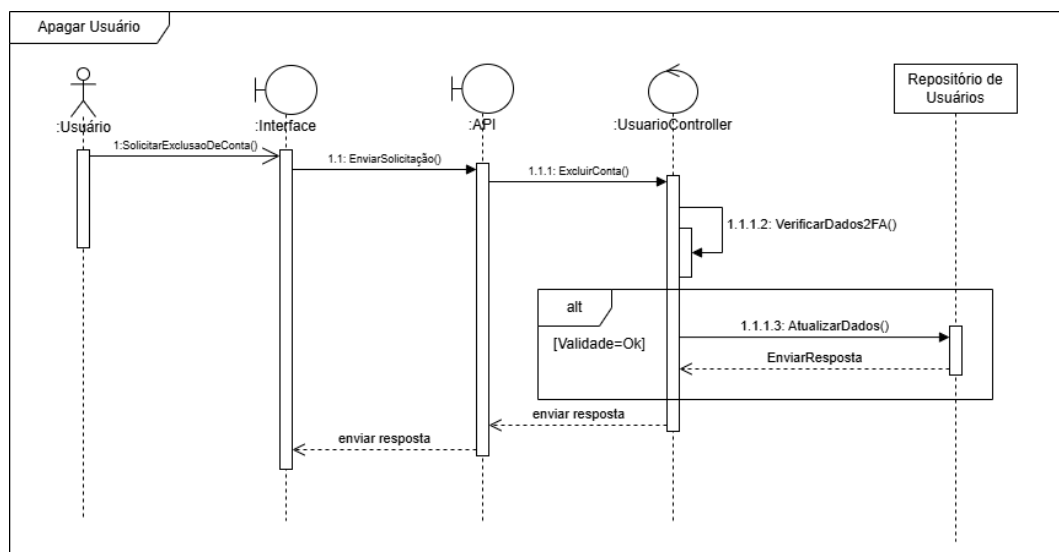 Apagar Usuário
Repositório de
Usuários
:Usuário
:Interface
:API
:UsuarioController
1:SolicitarExclusaoDeConta()
1.1: EnviarSolicitação()
1.1.1: ExcluirConta()
1.1.1.2: VerificarDados2FA()
alt
[Validade=Ok]
1.1.1.3: AtualizarDados()
EnviarResposta
enviar resposta
enviar resposta